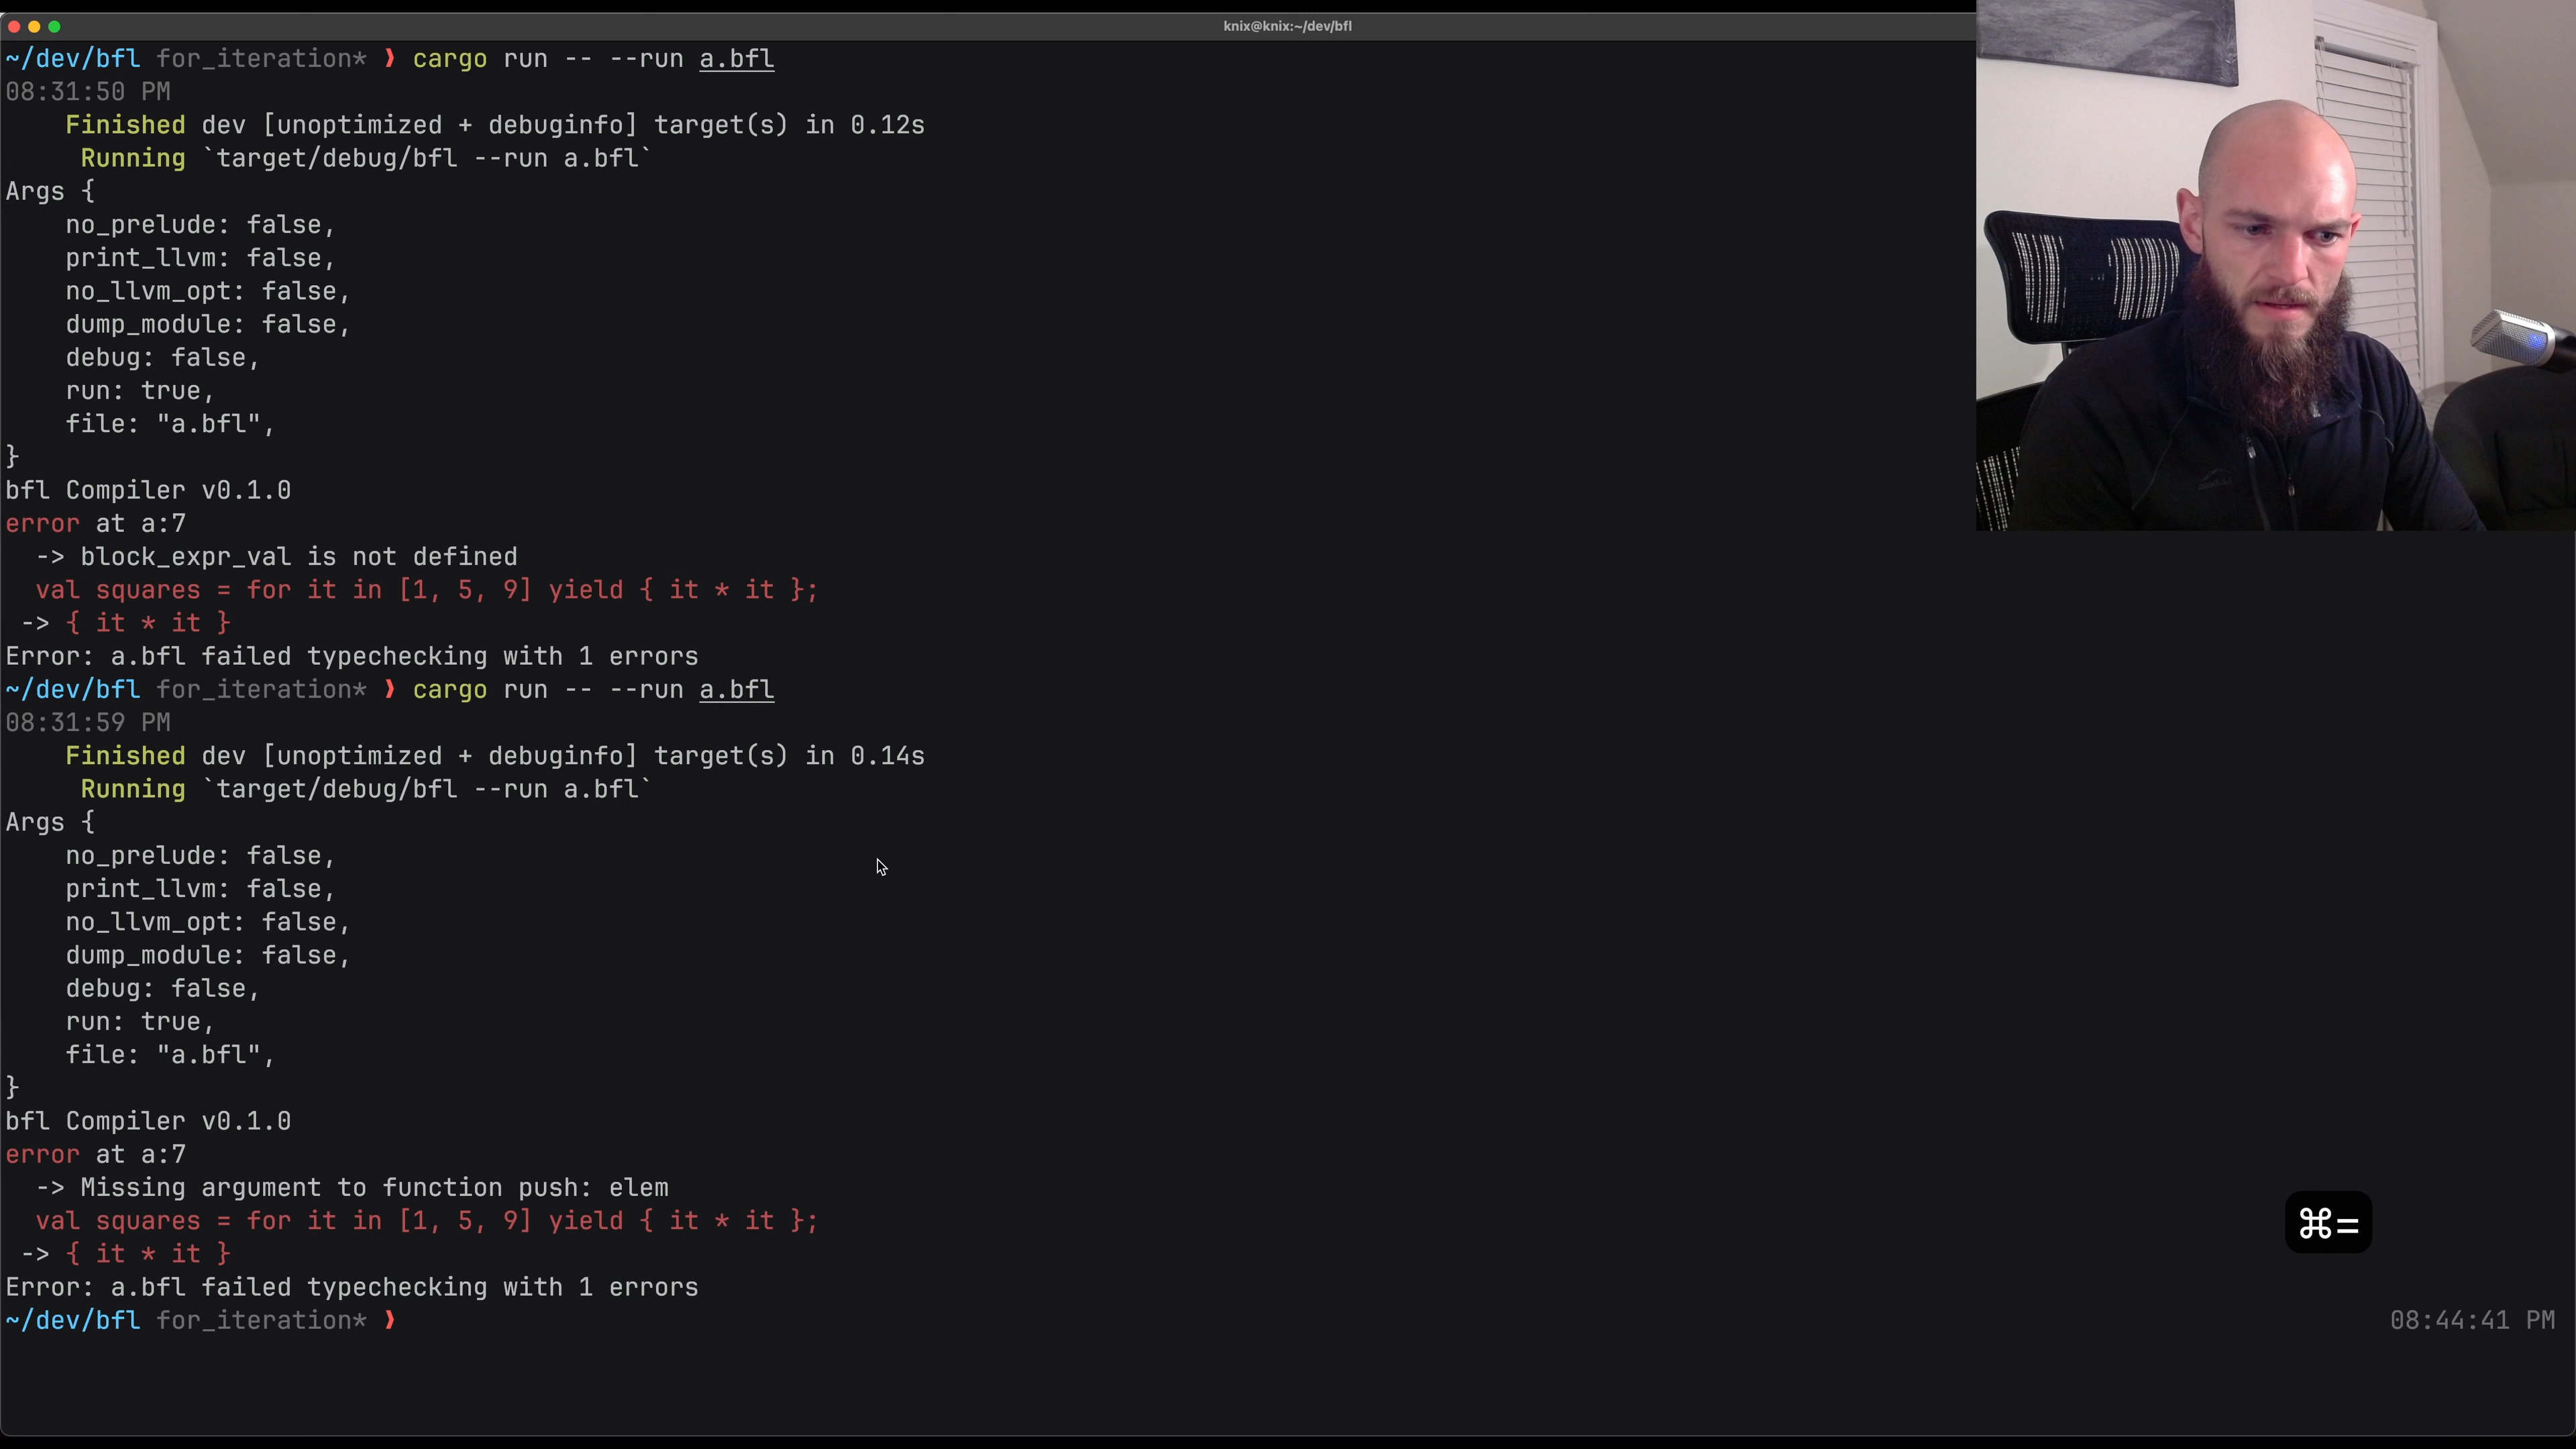 knix@knix:~/dev/bfl
~/dev/bfl for_iteration* ❯ cargo run -- --run a.bfl
08:31:50 PM
    Finished dev [unoptimized + debuginfo] target(s) in 0.12s
     Running `target/debug/bfl --run a.bfl`
Args {
    no_prelude: false,
    print_llvm: false,
    no_llvm_opt: false,
    dump_module: false,
    debug: false,
    run: true,
    file: "a.bfl",
}
bfl Compiler v0.1.0
error at a:7
  -> block_expr_val is not defined
  val squares = for it in [1, 5, 9] yield { it * it };
 -> { it * it }
Error: a.bfl failed typechecking with 1 errors
~/dev/bfl for_iteration* ❯ cargo run -- --run a.bfl
08:31:59 PM
    Finished dev [unoptimized + debuginfo] target(s) in 0.14s
     Running `target/debug/bfl --run a.bfl`
Args {
    no_prelude: false,
    print_llvm: false,
    no_llvm_opt: false,
    dump_module: false,
    debug: false,
    run: true,
    file: "a.bfl",
}
bfl Compiler v0.1.0
error at a:7
  -> Missing argument to function push: elem
  val squares = for it in [1, 5, 9] yield { it * it };
 -> { it * it }
⌘=
Error: a.bfl failed typechecking with 1 errors
~/dev/bfl for_iteration* ❯ 08:44:41 PM